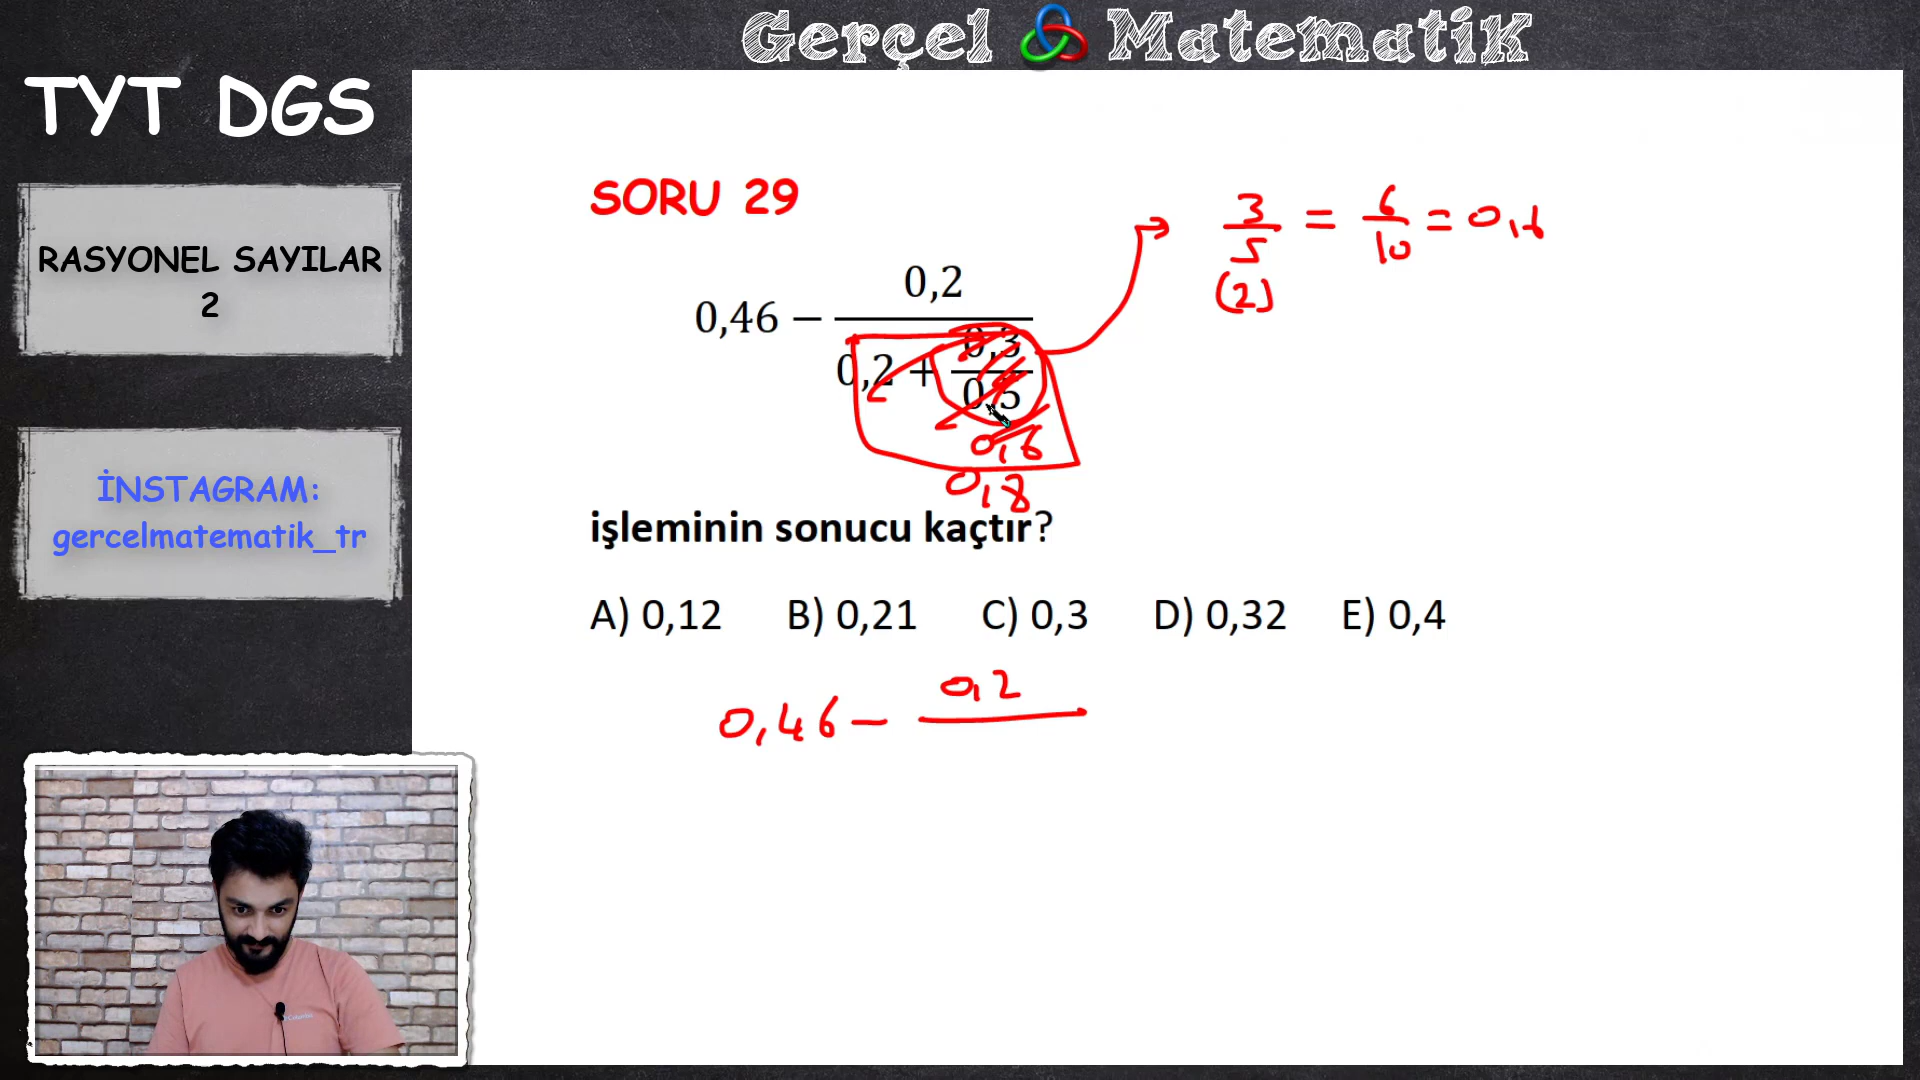 Gerçel Matematik
TYT DGS
RASYONEL SAYILAR
2
İNSTAGRAM:
gercelmatematik_tr
SORU 29
0,46 − 0,2 / (0,2 + 0,3 / 0,5)
3/5 = 6/10 = 0,6
(2)
0,6
0,8
işleminin sonucu kaçtır?
A) 0,12 B) 0,21 C) 0,3 D) 0,32 E) 0,4
0,46 − 0,2